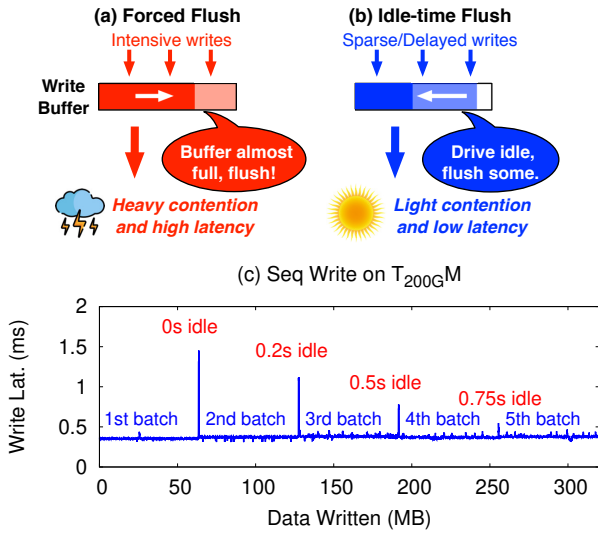 (a) Forced Flush
Intensive writes
Write
Buffer
Buffer almost
full, flush!
Heavy contention
and high latency
(b) Idle-time Flush
Sparse/Delayed writes
Drive idle,
flush some.
Light contention
and low latency
(c) Seq Write on T200GM
Write Lat. (ms)
2
1.5
1
0.5
0
0s idle
0.2s idle
0.5s idle
0.75s idle
1st batch
2nd batch
3rd batch
4th batch
5th batch
0
50
100
150
200
250
300
Data Written (MB)